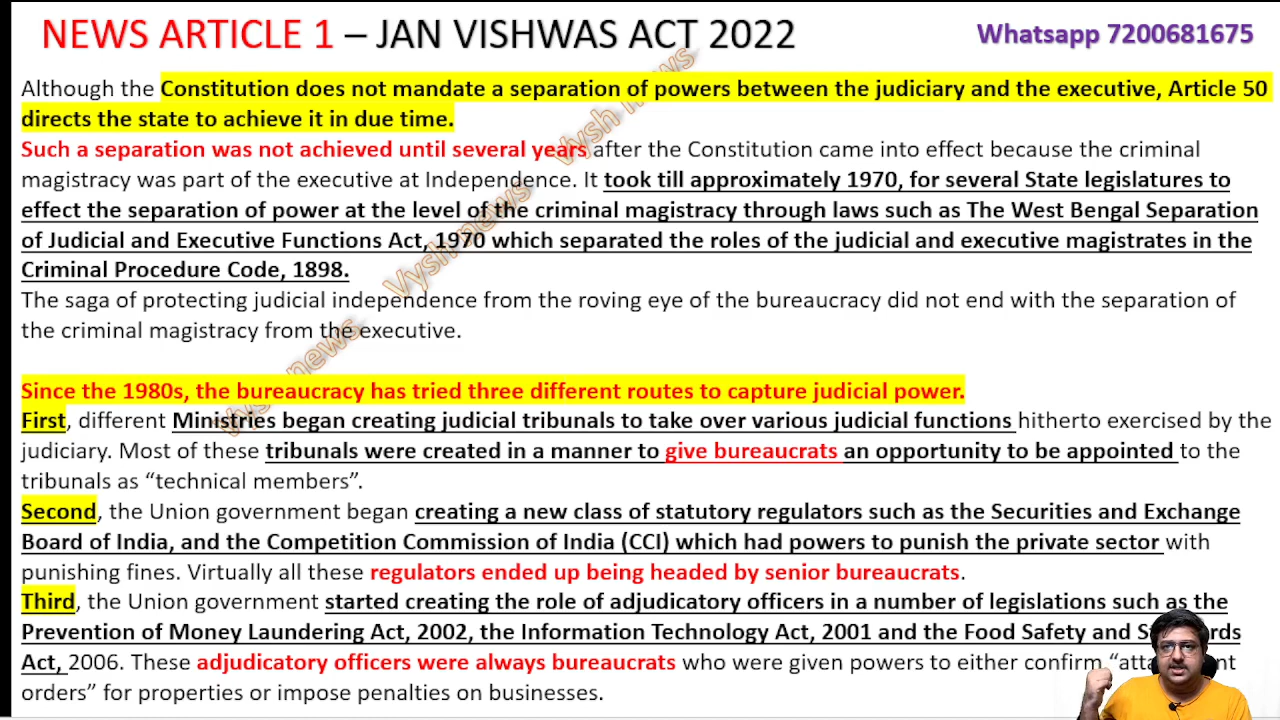 NEWS ARTICLE 1 – JAN VISHWAS ACT 2022
Whatsapp 7200681675
Although the Constitution does not mandate a separation of powers between the judiciary and the executive, Article 50
directs the state to achieve it in due time.
Such a separation was not achieved until several years after the Constitution came into effect because the criminal
magistracy was part of the executive at Independence. It took till approximately 1970, for several State legislatures to
effect the separation of power at the level of the criminal magistracy through laws such as The West Bengal Separation
of Judicial and Executive Functions Act, 1970 which separated the roles of the judicial and executive magistrates in the
Criminal Procedure Code, 1898.
The saga of protecting judicial independence from the roving eye of the bureaucracy did not end with the separation of
the criminal magistracy from the executive.
Since the 1980s, the bureaucracy has tried three different routes to capture judicial power.
First, different Ministries began creating judicial tribunals to take over various judicial functions hitherto exercised by the
judiciary. Most of these tribunals were created in a manner to give bureaucrats an opportunity to be appointed to the
tribunals as “technical members”.
Second, the Union government began creating a new class of statutory regulators such as the Securities and Exchange
Board of India, and the Competition Commission of India (CCI) which had powers to punish the private sector with
punishing fines. Virtually all these regulators ended up being headed by senior bureaucrats.
Third, the Union government started creating the role of adjudicatory officers in a number of legislations such as the
Prevention of Money Laundering Act, 2002, the Information Technology Act, 2001 and the Food Safety and
Act, 2006. These adjudicatory officers were always bureaucrats who were given powers to either confirm
orders” for properties or impose penalties on businesses.
Vysh news
Vysh news
Vysh news